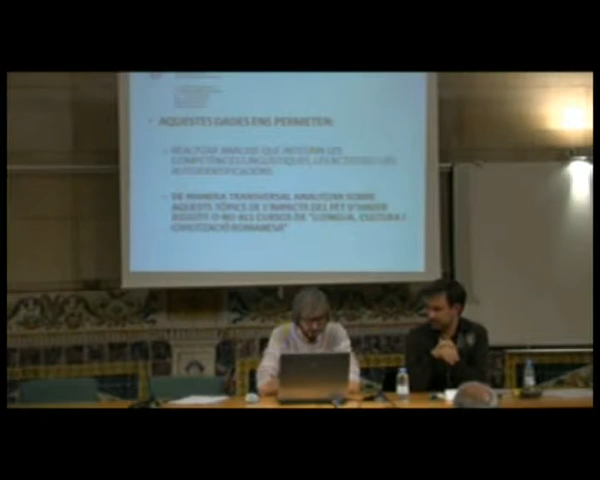 • AQUESTES DADES ENS PERMETEN:
– REALITZAR ANÀLISIS QUE INTEGRIN LES
COMPETÈNCIES LINGÜÍSTIQUES, LES ACTITUDS I LES
AUTOIDENTIFICACIONS.
– DE MANERA TRANSVERSAL ANALITZAR SOBRE
AQUESTS TÒPICS DE L'IMPACTE DEL FET D'HAVER
ASSISTIT O NO ALS CURSOS DE "LLENGUA, CULTURA I
CIVILITZACIÓ ROMANESA"